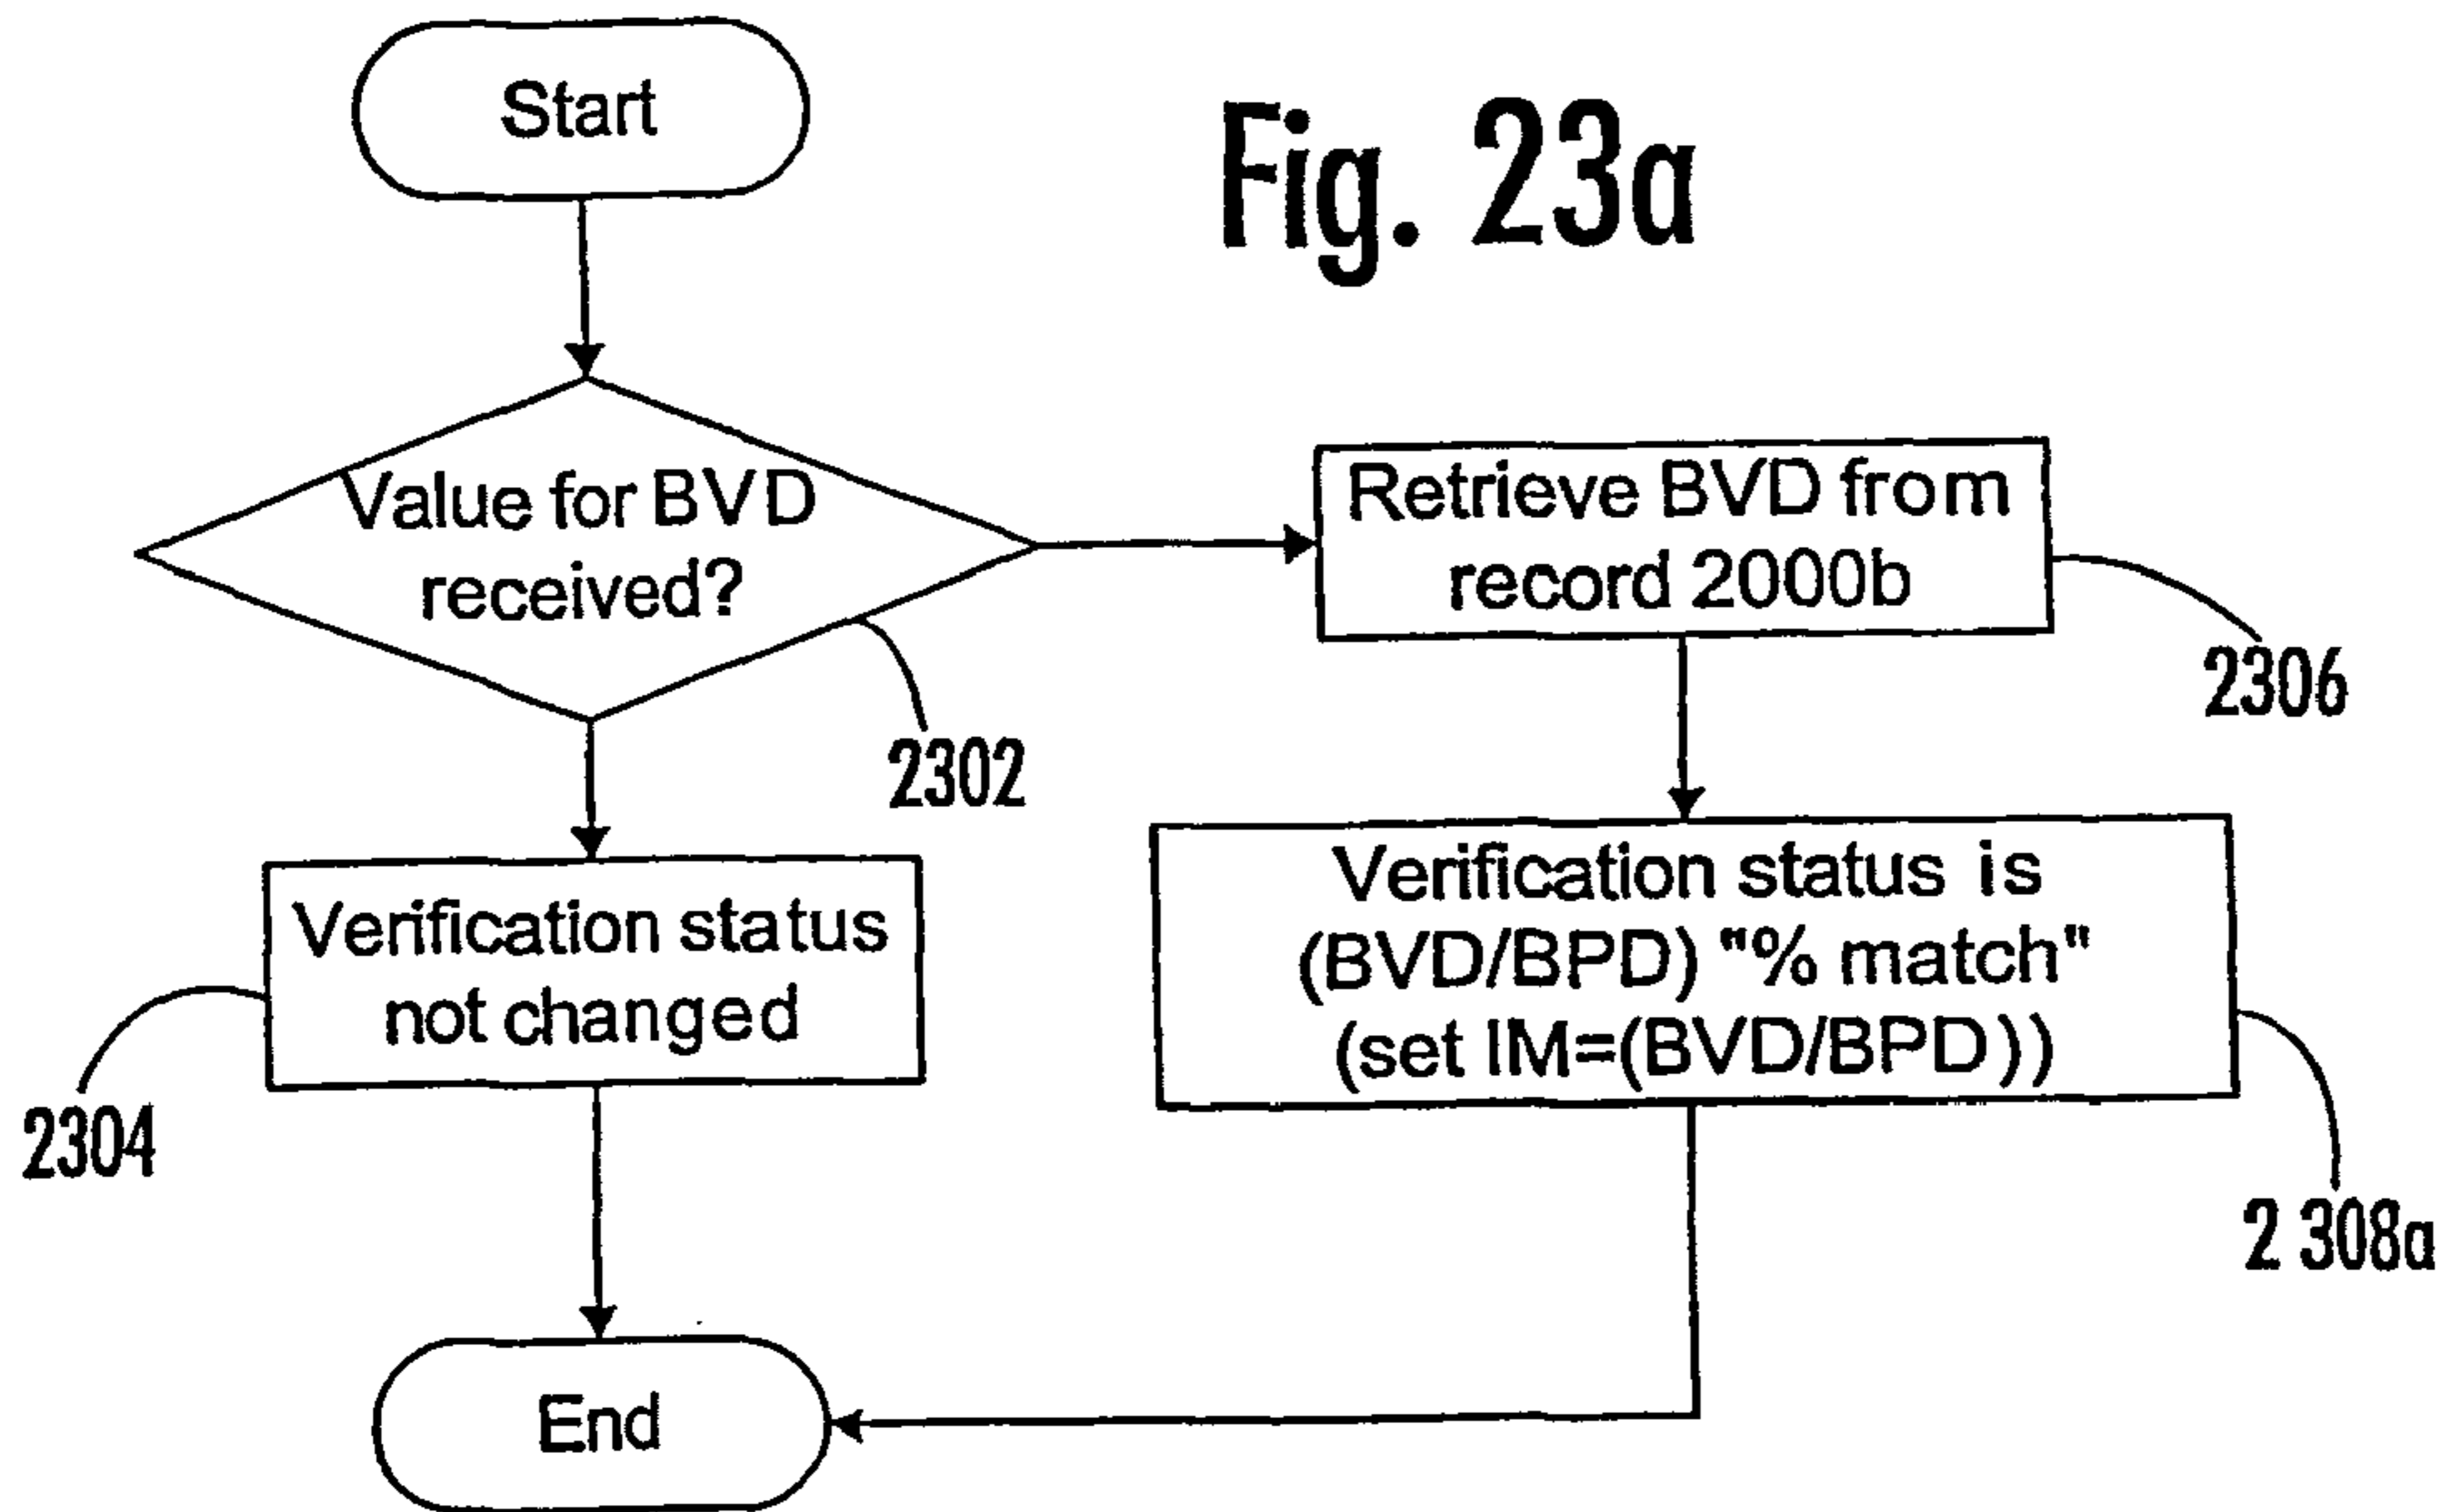 Start
Fig. 23a
Value for BVD
received?
2302
Retrieve BVD from
record 2000b
2306
Verification status
not changed
2304
Verification status is
(BVD/BPD) "% match"
(set IM=(BVD/BPD))
2 308a
End